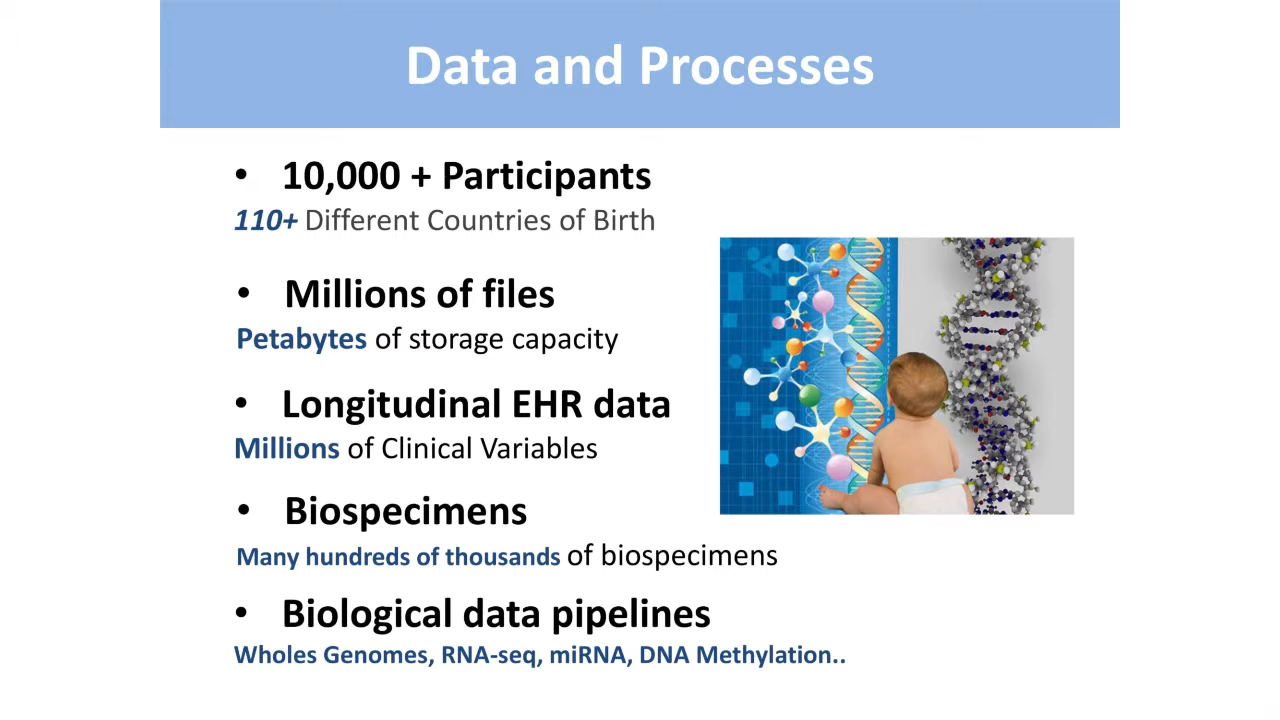 Data and Processes
• 10,000 + Participants
110+ Different Countries of Birth
• Millions of files
Petabytes of storage capacity
• Longitudinal EHR data
Millions of Clinical Variables
• Biospecimens
Many hundreds of thousands of biospecimens
• Biological data pipelines
Wholes Genomes, RNA-seq, miRNA, DNA Methylation..